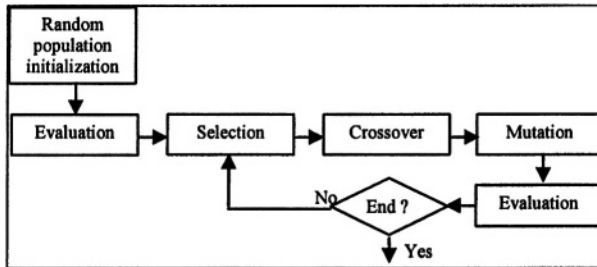 Random
population
initialization
Evaluation
Selection
Crossover
Mutation
No
End ?
Evaluation
Yes